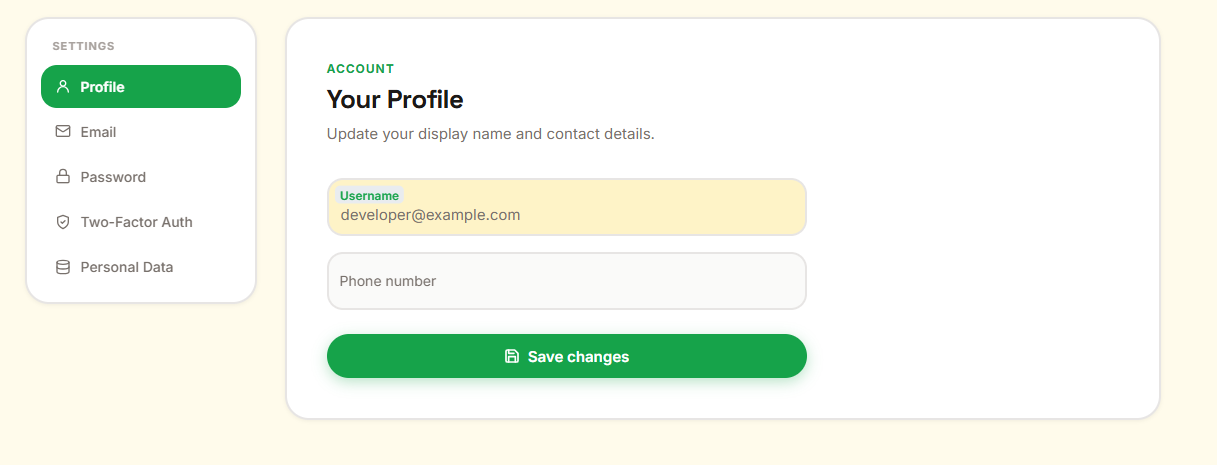 SETTINGS
Profile
Email
Password
Two-Factor Auth
Personal Data
ACCOUNT
Your Profile
Update your display name and contact details.
Username
developer@example.com
Phone number
Save changes